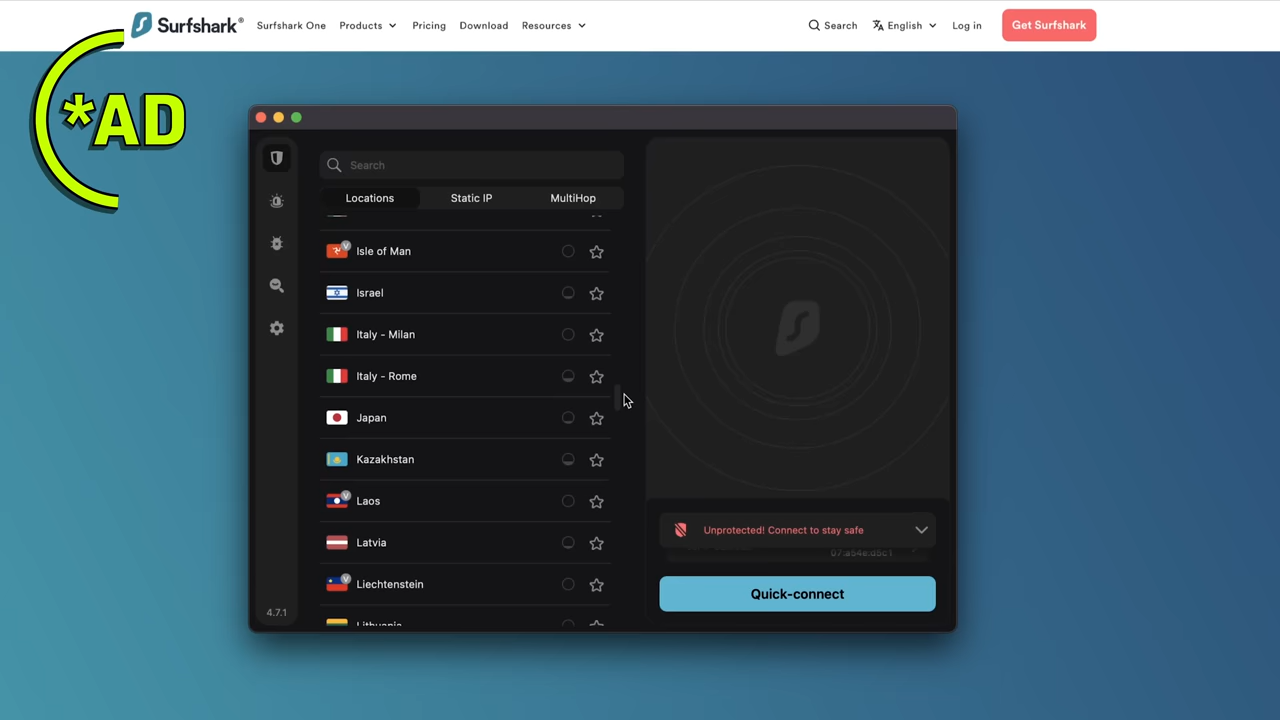 Surfshark®
Surfshark One
Products
Pricing
Download
Resources
Search
English
Log in
Get Surfshark
*AD
Search
Locations
Static IP
MultiHop
V
Isle of Man
Israel
Italy - Milan
Italy - Rome
Japan
Kazakhstan
V
Laos
Latvia
V
Liechtenstein
Lithuania
4.7.1
Unprotected! Connect to stay safe
Quick-connect